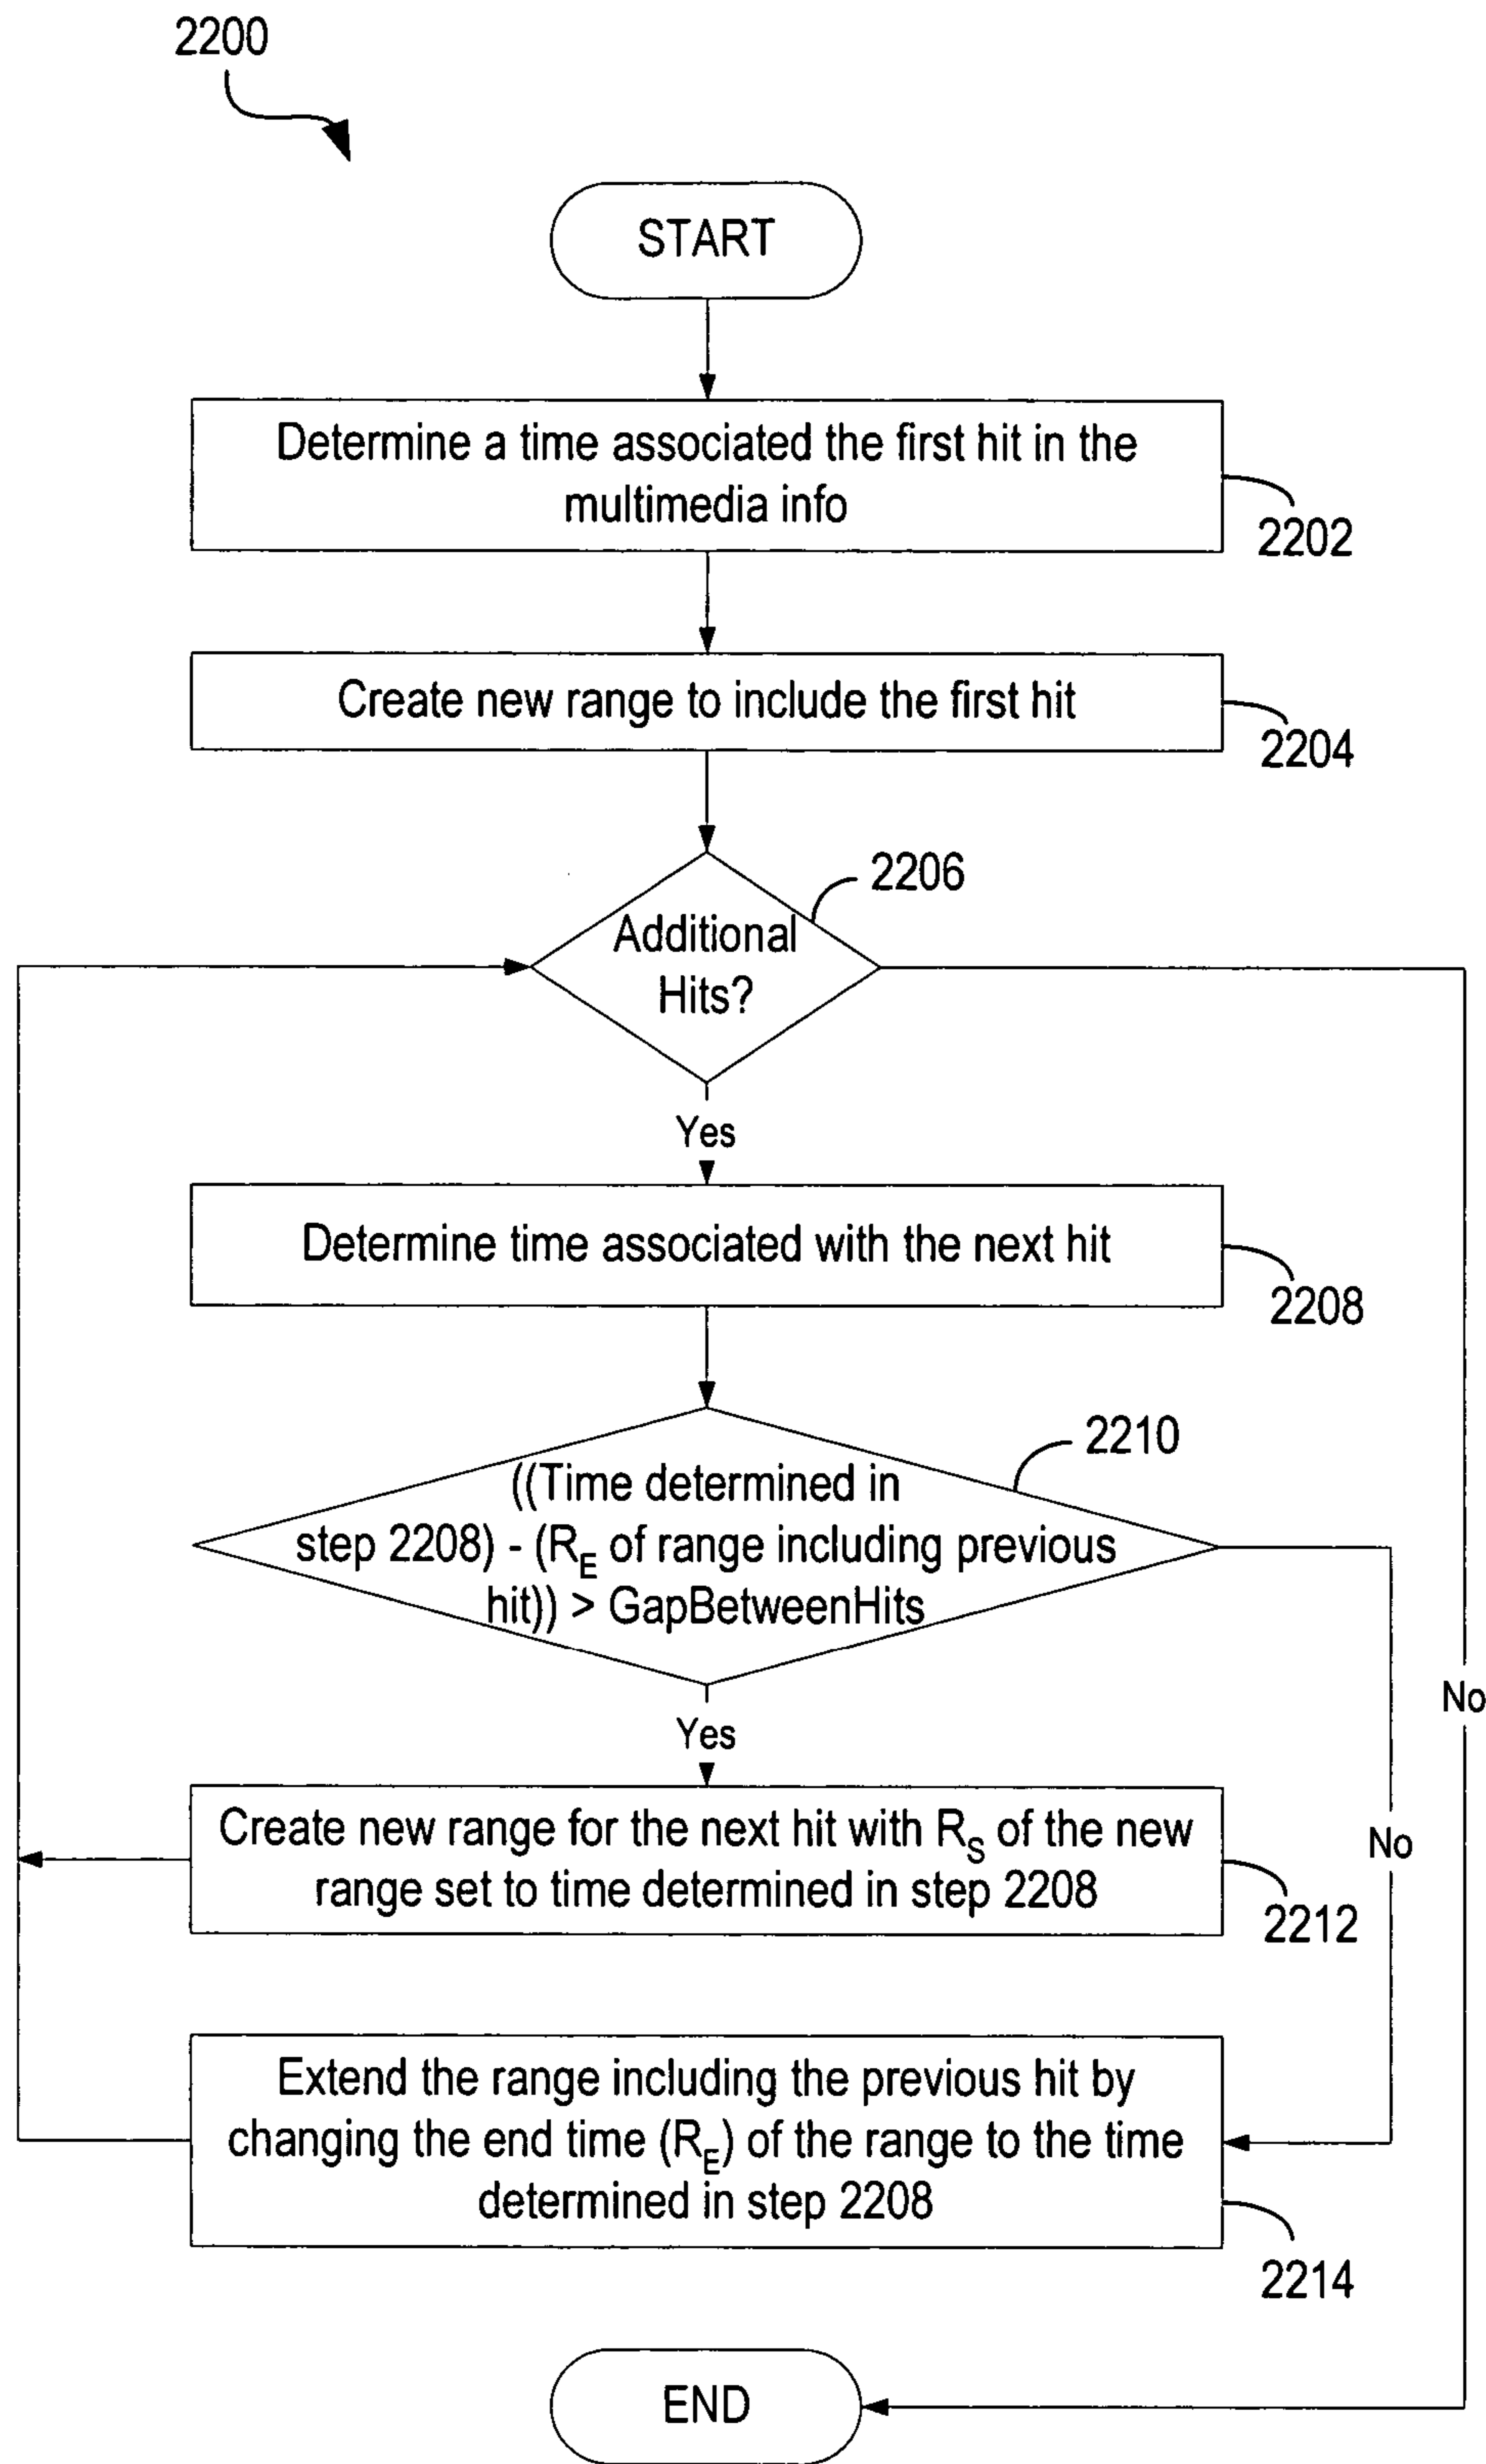 2200
START
Determine a time associated the first hit in the
multimedia info
2202
Create new range to include the first hit
2204
2206
Additional
Hits?
Yes
Determine time associated with the next hit
2208
2210
((Time determined in
step 2208) - (RE of range including previous
hit)) > GapBetweenHits
No
Yes
Create new range for the next hit with RS of the new
range set to time determined in step 2208
No
2212
Extend the range including the previous hit by
changing the end time (RE) of the range to the time
determined in step 2208
2214
END